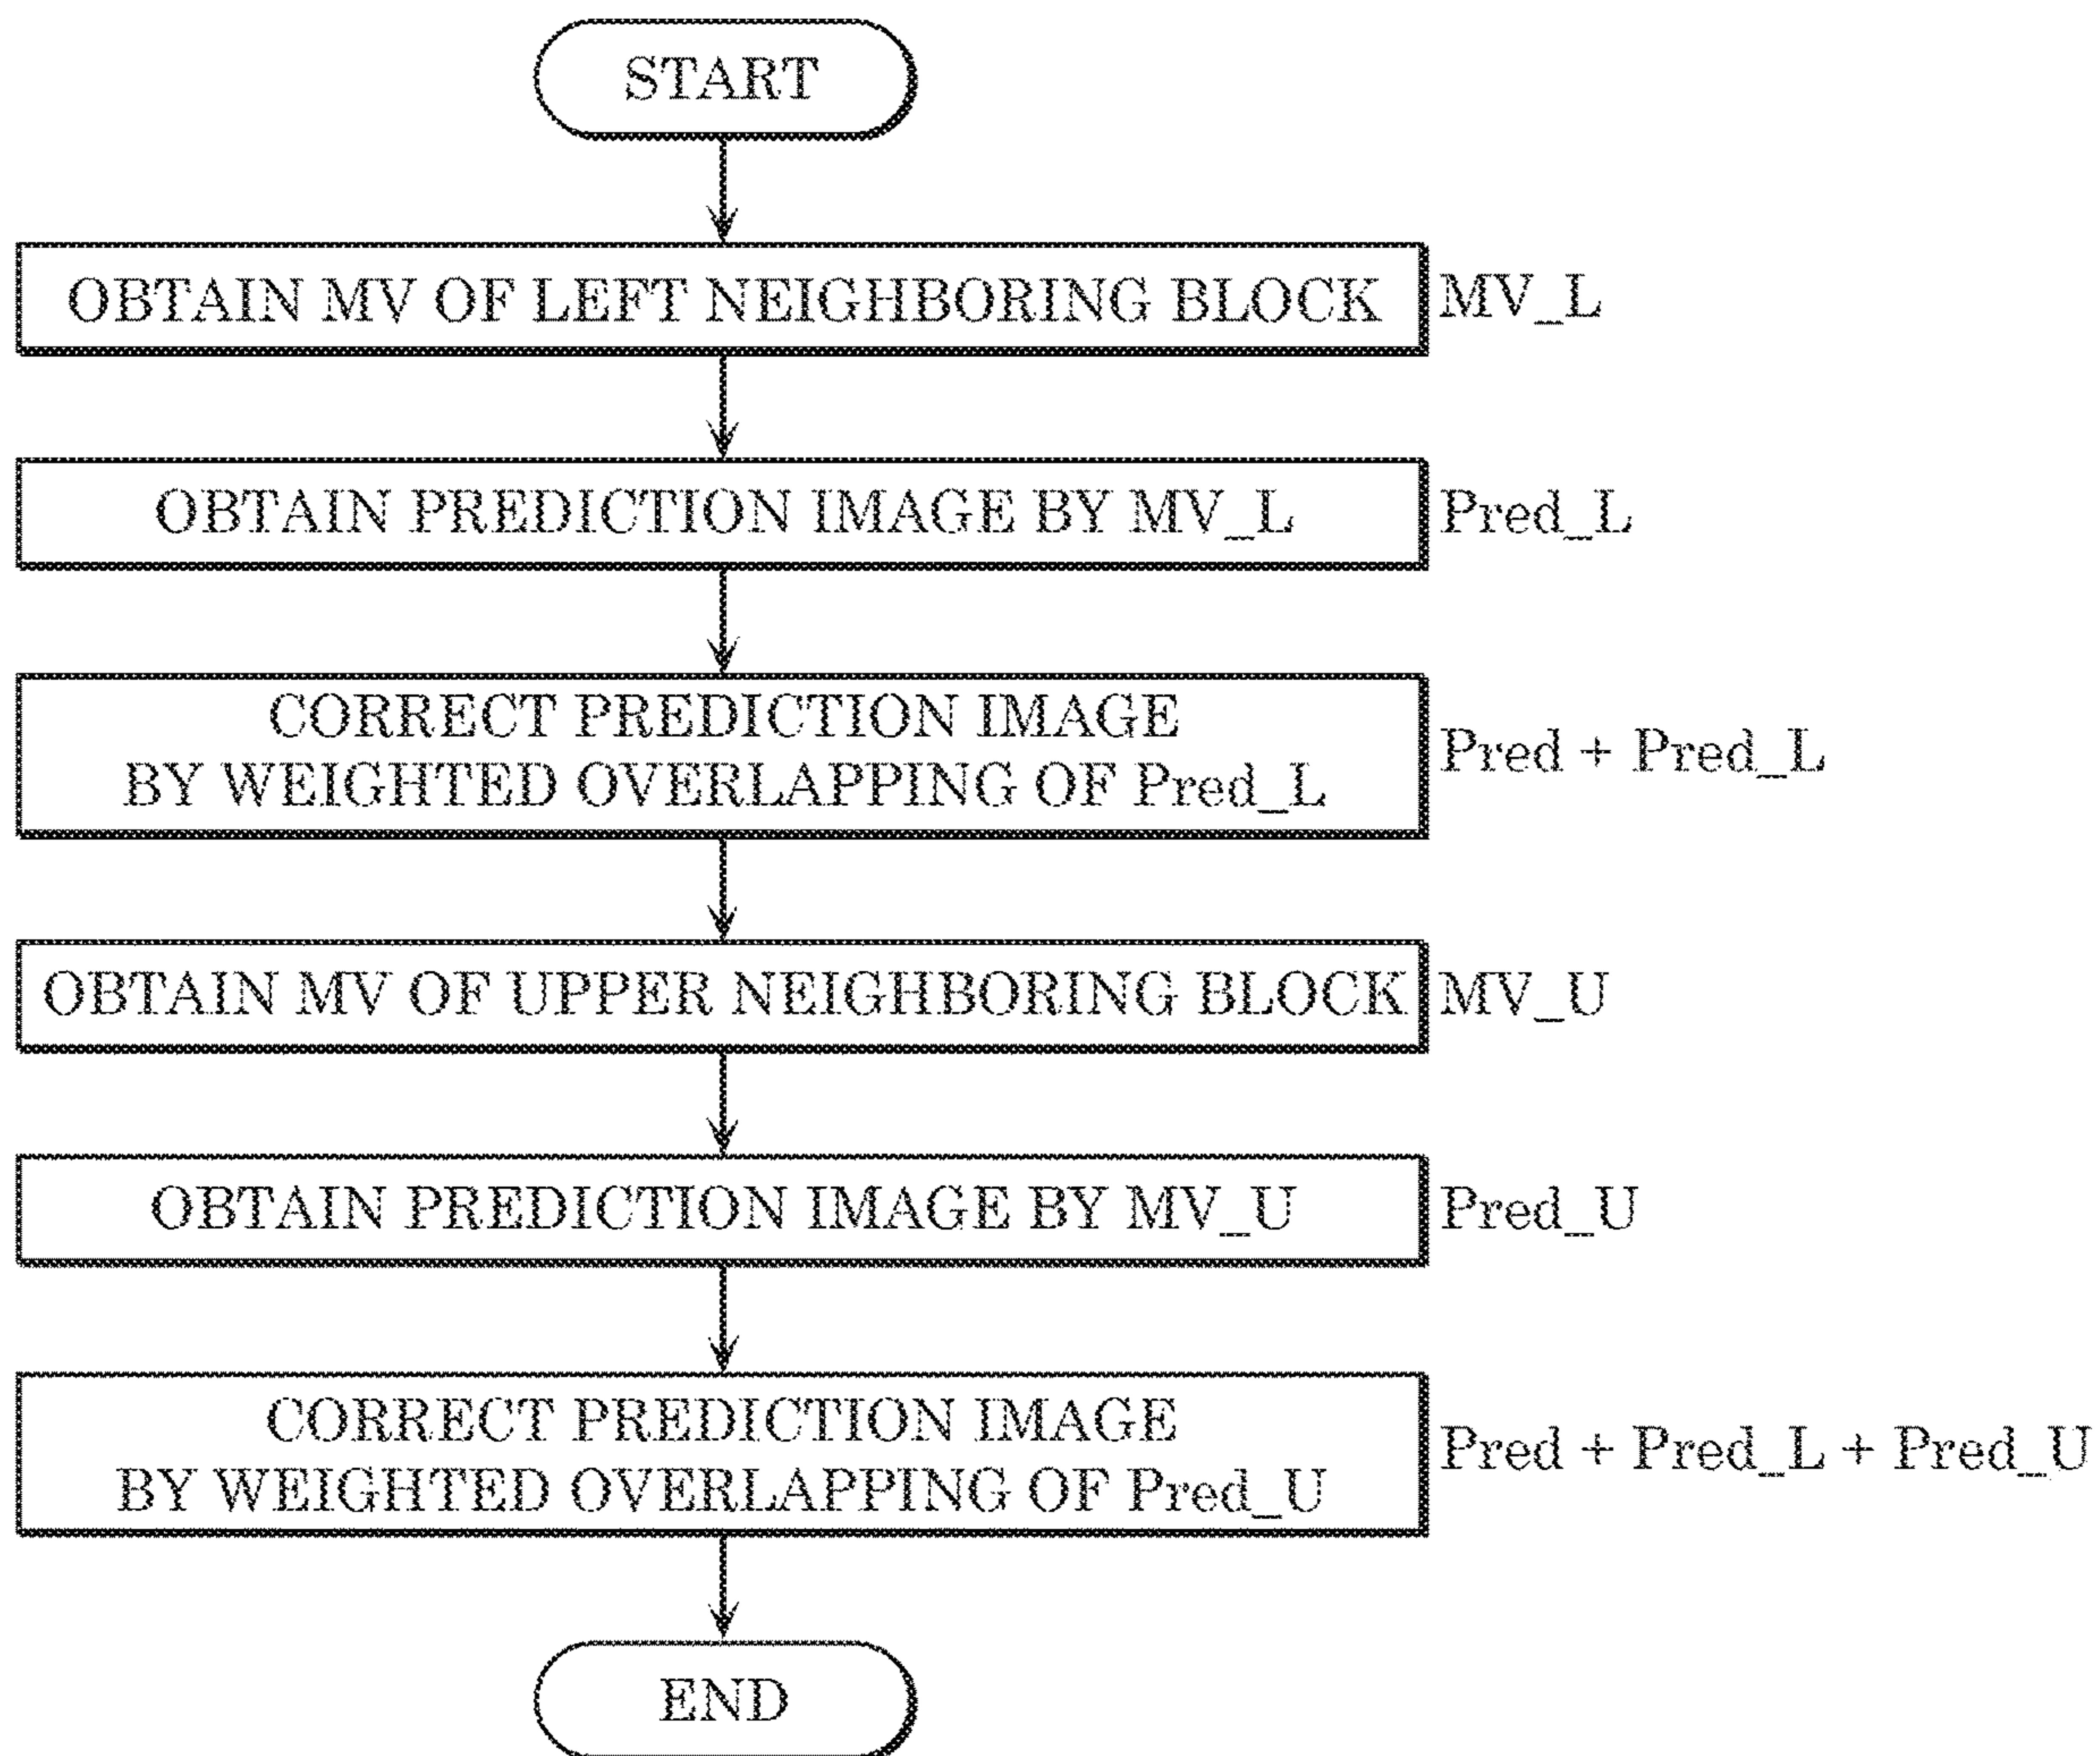 START
OBTAIN MV OF LEFT NEIGHBORING BLOCK MV_L
OBTAIN PREDICTION IMAGE BY MV_L Pred_L
CORRECT PREDICTION IMAGE
BY WEIGHTED OVERLAPPING OF Pred_L
Pred + Pred_L
OBTAIN MV OF UPPER NEIGHBORING BLOCK MV_U
OBTAIN PREDICTION IMAGE BY MV_U Pred_U
CORRECT PREDICTION IMAGE
BY WEIGHTED OVERLAPPING OF Pred_U
Pred + Pred_L + Pred_U
END